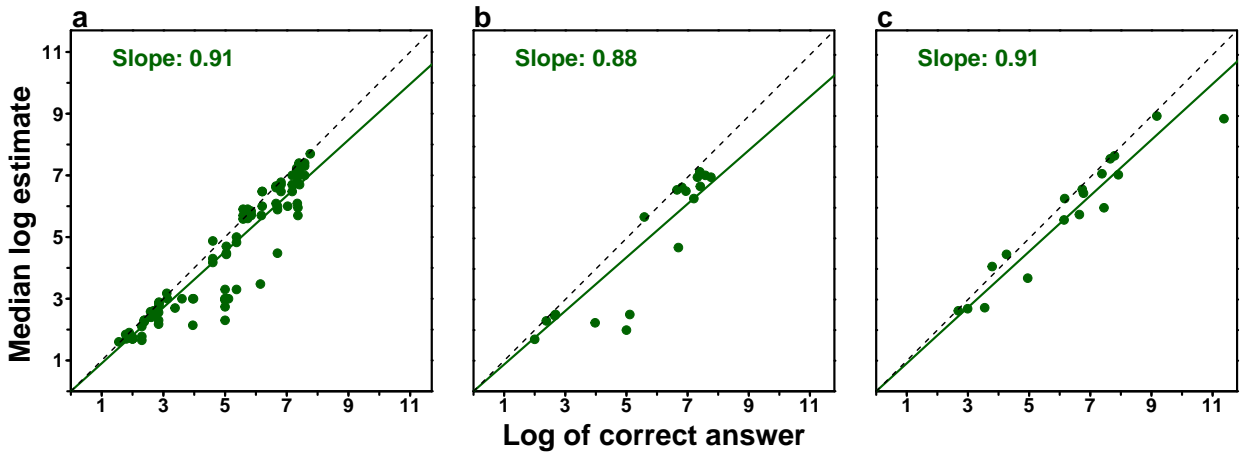 a
b
c
Slope: 0.91
Slope: 0.88
Slope: 0.91
Median log estimate
11
9
7
5
3
1
1 3 5 7 9 11
1 3 5 7 9 11
1 3 5 7 9 11
Log of correct answer